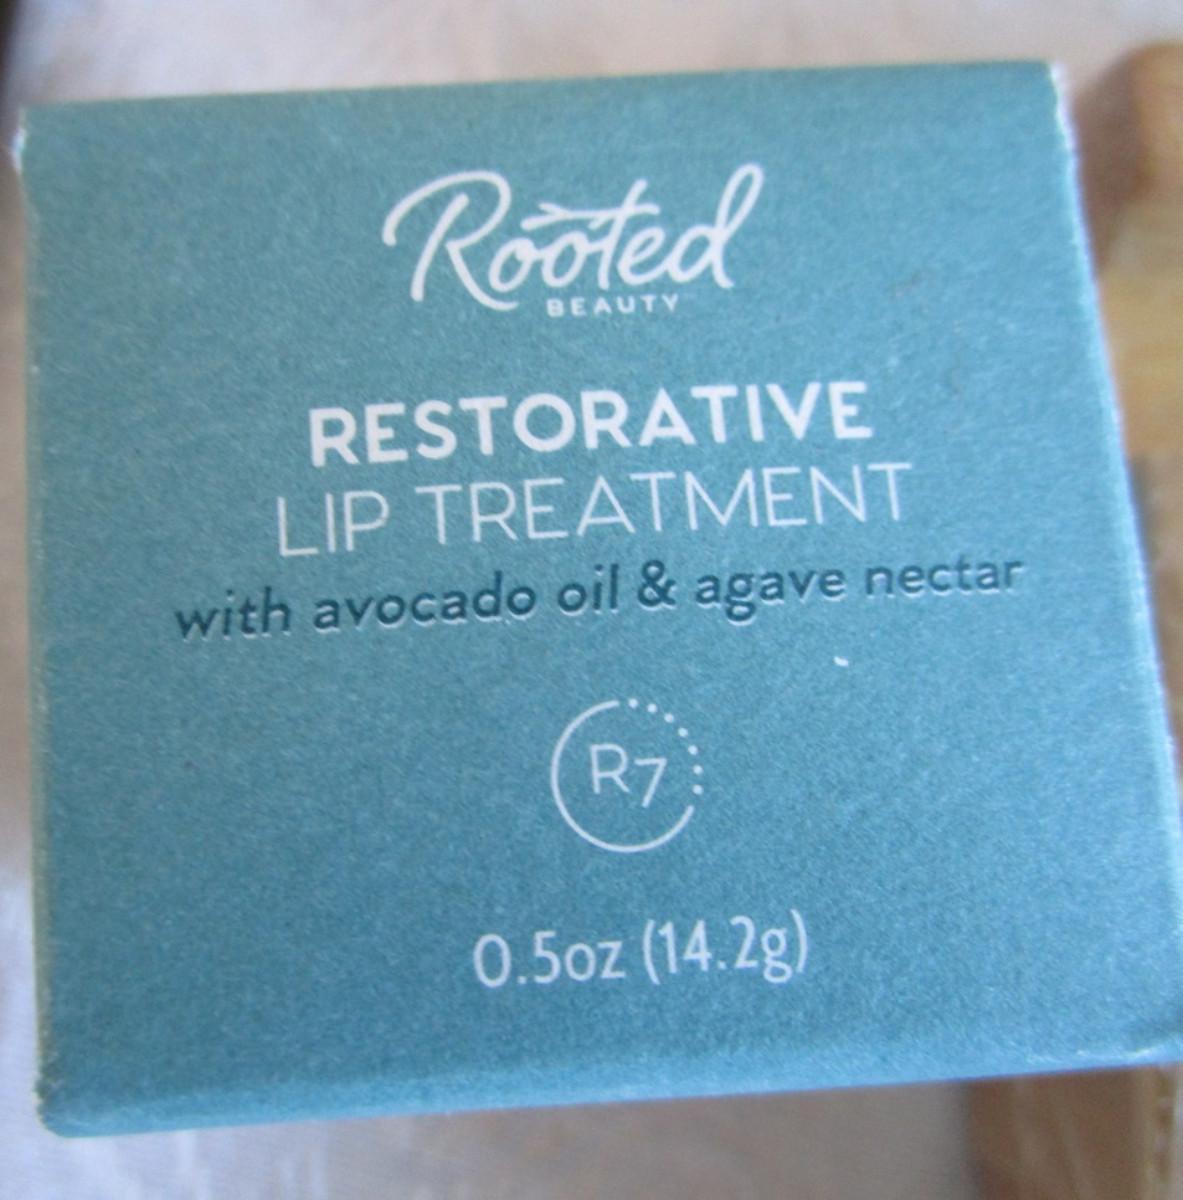 Rooted
BEAUTY
RESTORATIVE
LIP TREATMENT
with avocado oil & agave nectar
R7
0.5oz (14.2g)